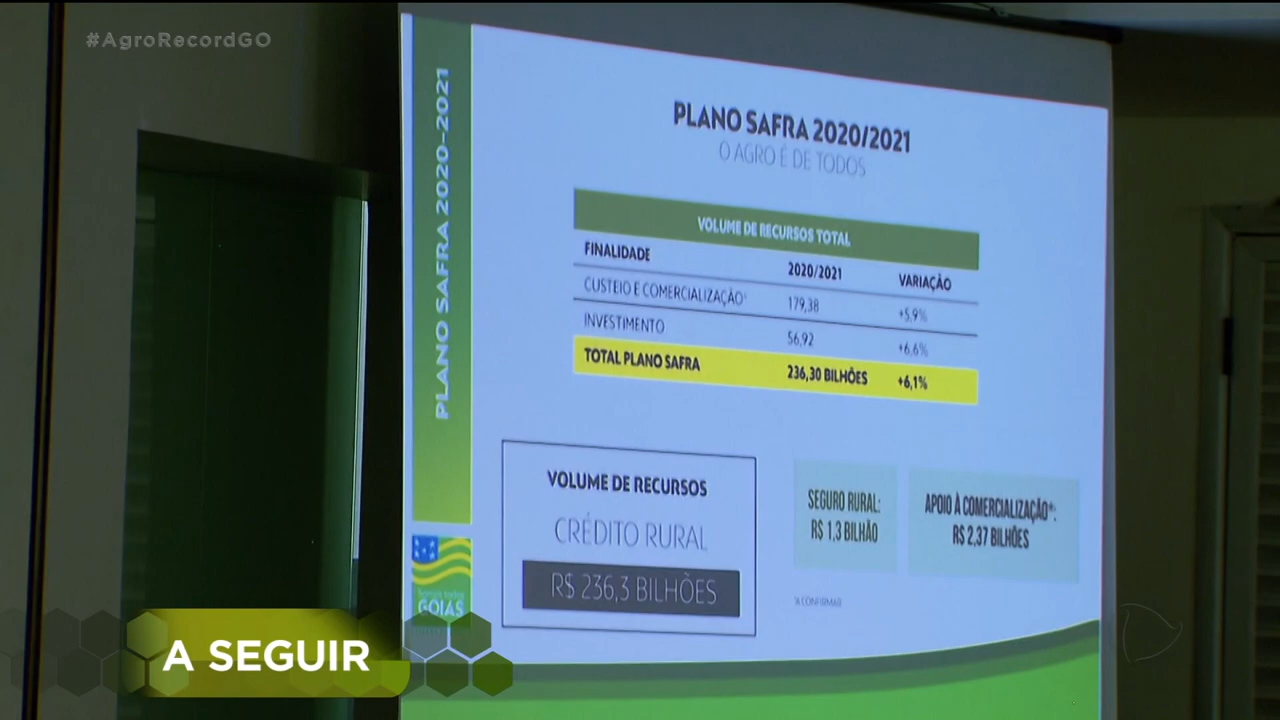 #AgroRecordGO
PLANO SAFRA 2020-2021
PLANO SAFRA 2020/2021
O AGRO É DE TODOS
VOLUME DE RECURSOS TOTAL
FINALIDADE 2020/2021 VARIAÇÃO
CUSTEIO E COMERCIALIZAÇÃO* 179,38 +5,9%
INVESTIMENTO 56,92 +6,6%
TOTAL PLANO SAFRA 236,30 BILHÕES +6,1%
VOLUME DE RECURSOS
CRÉDITO RURAL
R$ 236,3 BILHÕES
SEGURO RURAL:
R$ 1,3 BILHÃO
APOIO À COMERCIALIZAÇÃO*:
R$ 2,37 BILHÕES
*A CONFIRMAR
Somos todos
GOIÁS
A SEGUIR